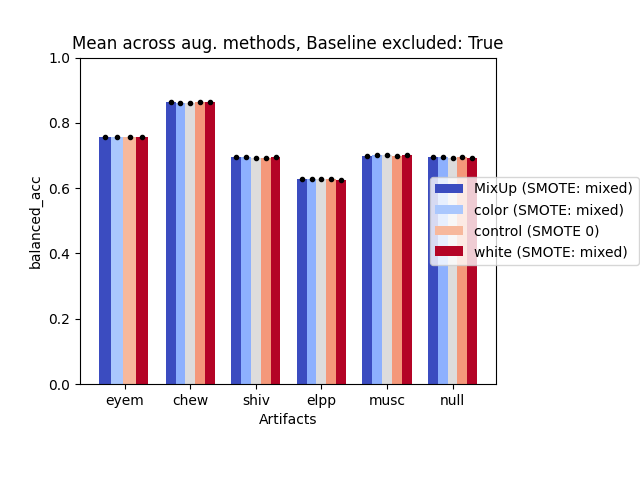 Mean across aug. methods, Baseline excluded: True
1.0
0.8
0.6
0.4
0.2
0.0
balanced_acc
eyem
chew
shiv
elpp
musc
null
Artifacts
MixUp (SMOTE: mixed)
color (SMOTE: mixed)
control (SMOTE 0)
white (SMOTE: mixed)